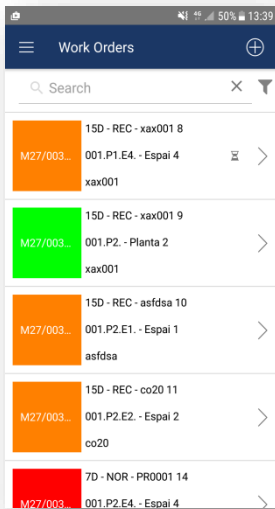 50% 13:39
Work Orders
Search
M27/003...
15D - REC - xax001 8
001.P1.E4. - Espai 4
xax001
M27/003...
15D - REC - xax001 9
001.P2. - Planta 2
xax001
M27/003...
15D - REC - asfdsa 10
001.P2.E1. - Espai 1
asfdsa
M27/003...
15D - REC - co20 11
001.P2.E2. - Espai 2
co20
M27/003...
7D - NOR - PR0001 14
001.P2.E4. - Espai 4